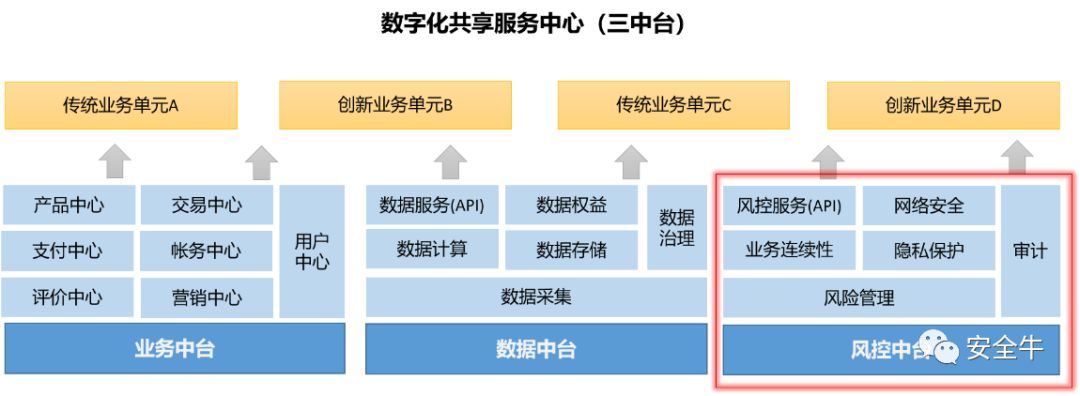 数字化共享服务中心（三中台）
传统业务单元A
创新业务单元B
传统业务单元C
创新业务单元D
产品中心
交易中心
支付中心
帐务中心
评价中心
营销中心
用户
中心
业务中台
数据服务(API)
数据权益
数据计算
数据存储
数据
治理
数据采集
数据中台
风控服务(API)
网络安全
业务连续性
隐私保护
审计
风险管理
风控中台
安全牛